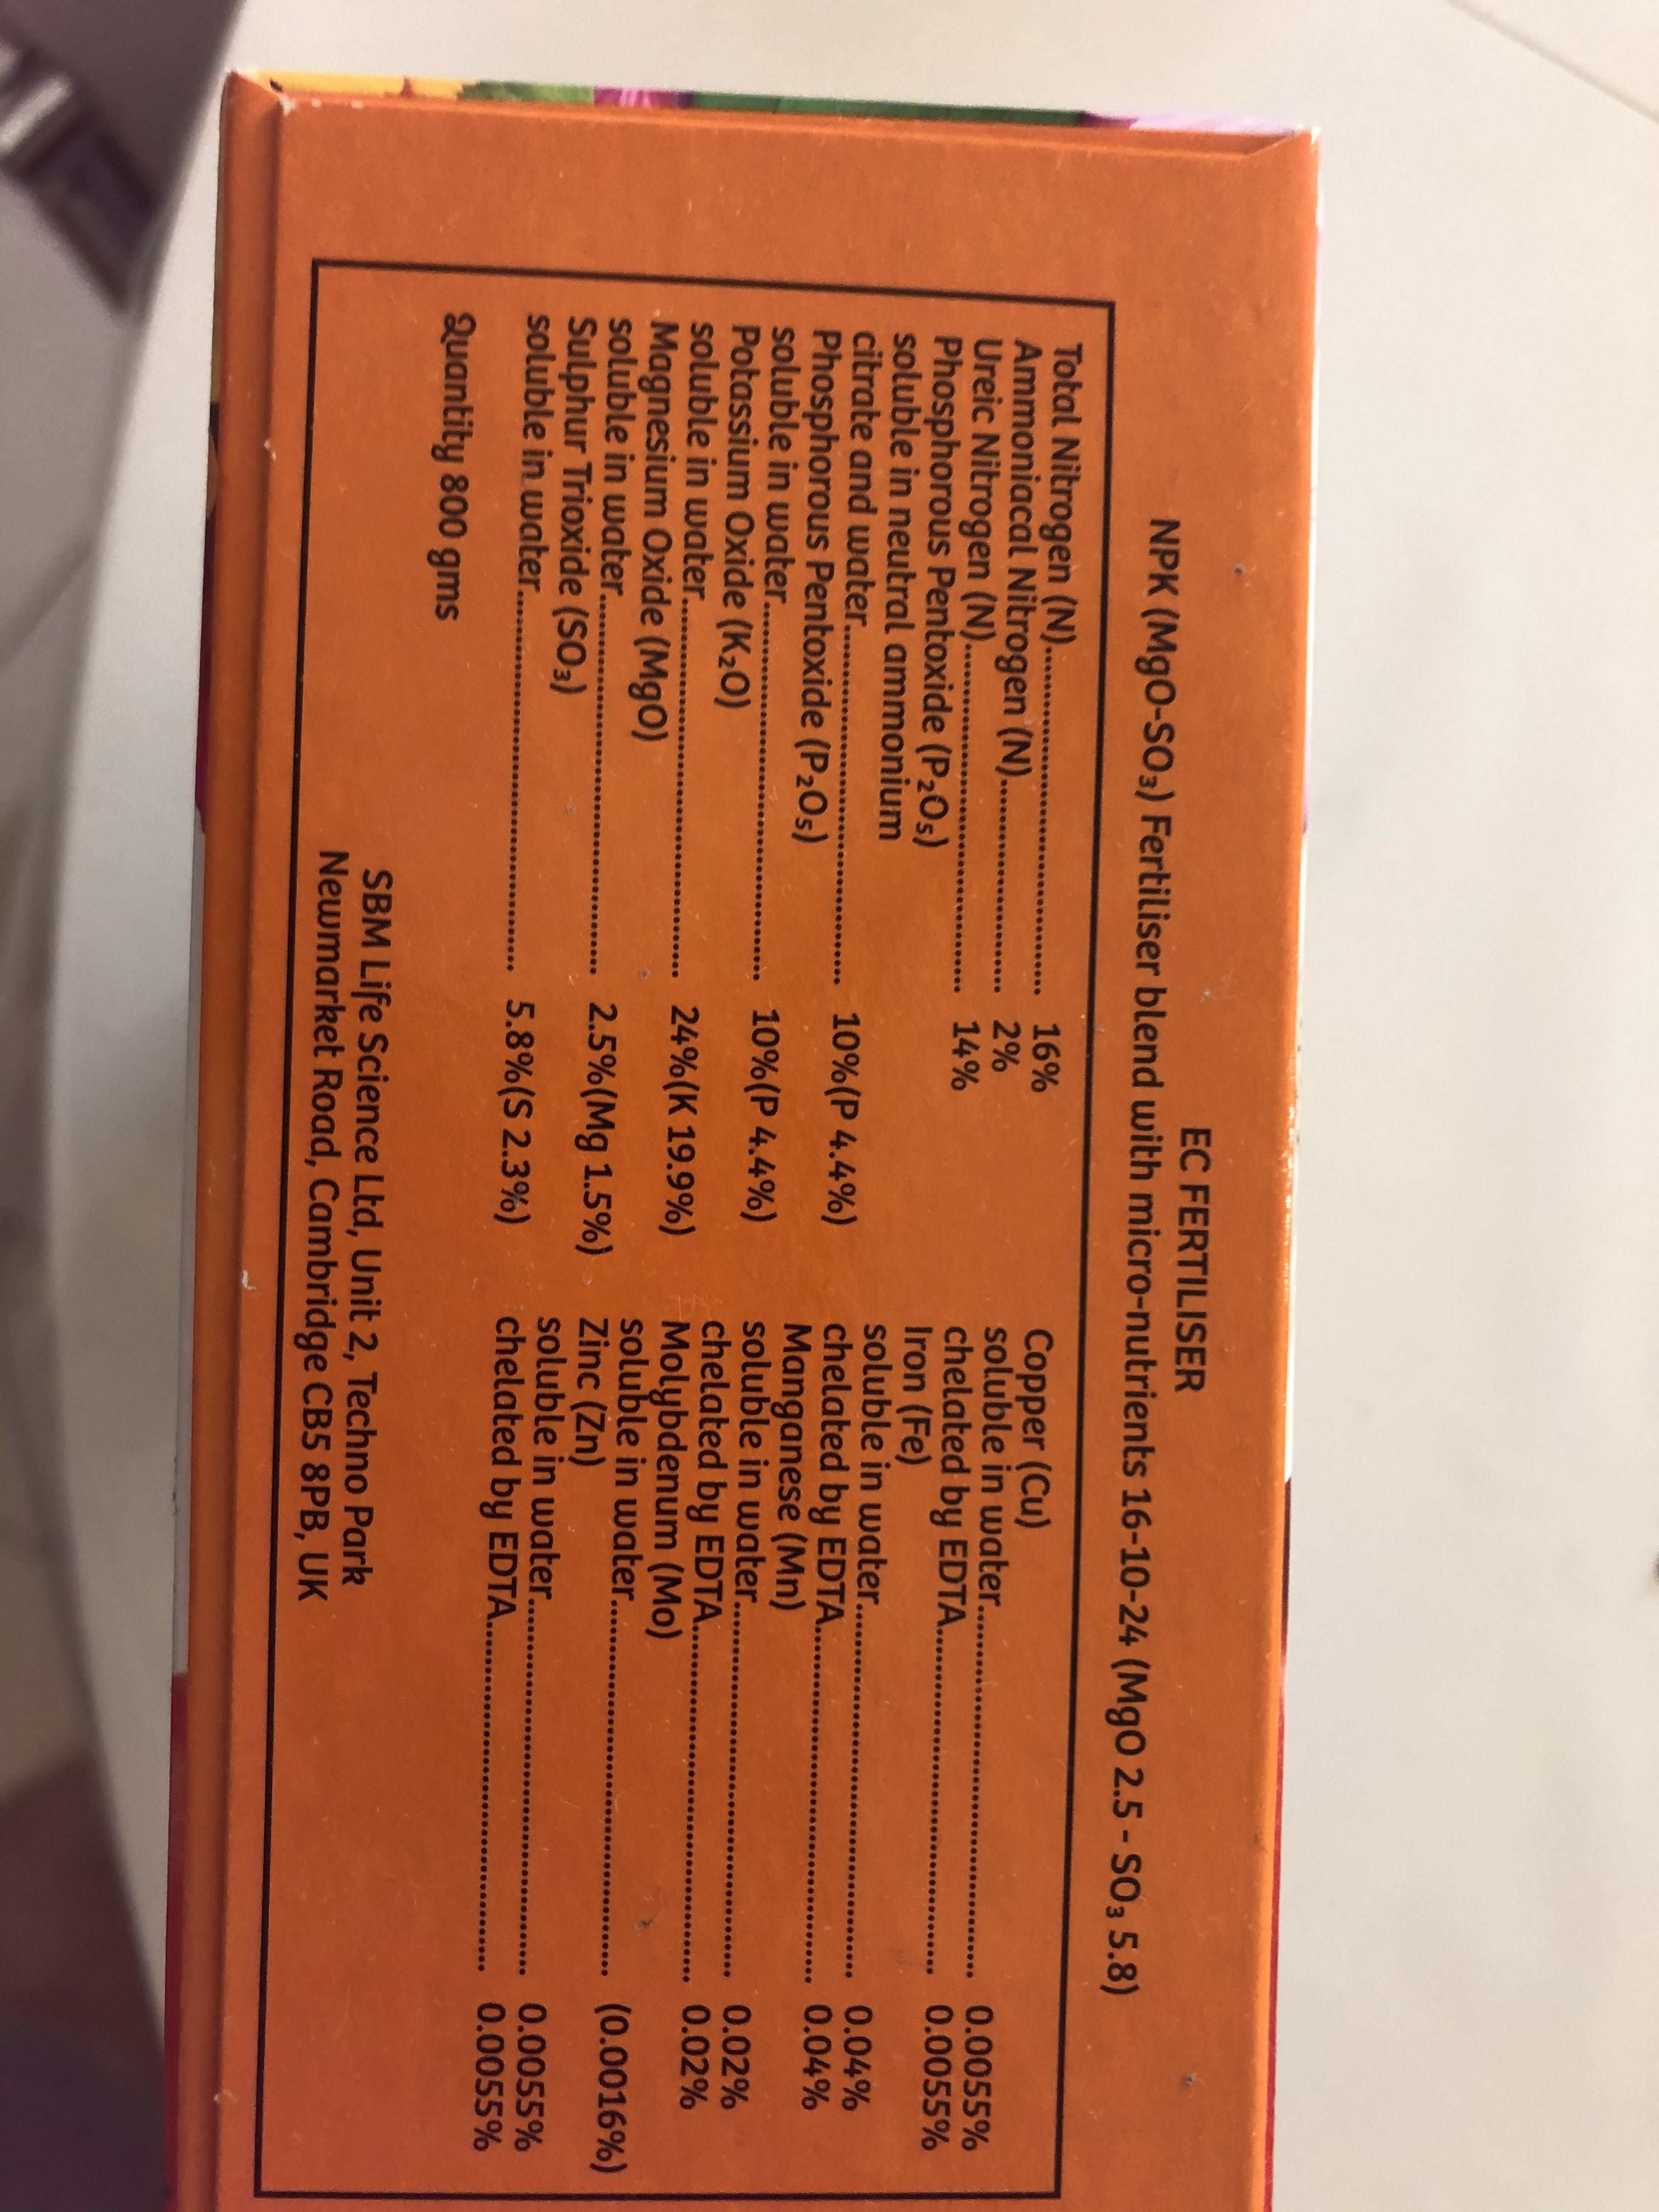 EC FERTILISER
NPK (MgO-SO₃) Fertiliser blend with micro-nutrients 16-10-24 (MgO 2.5 - SO₃ 5.8)
Total Nitrogen (N)........................................ 16%
Ammoniacal Nitrogen (N)........................ 2%
Ureic Nitrogen (N)........................................ 14%
Phosphorous Pentoxide (P₂O₅)
soluble in neutral ammonium
citrate and water.......................................... 10%(P 4.4%)
Phosphorous Pentoxide (P₂O₅)
soluble in water............................................ 10%(P 4.4%)
Potassium Oxide (K₂O)
soluble in water............................................ 24%(K 19.9%)
Magnesium Oxide (MgO)
soluble in water............................................ 2.5%(Mg 1.5%)
Sulphur Trioxide (SO₃)
soluble in water............................................ 5.8%(S 2.3%)
Quantity 800 gms
Copper (Cu)
soluble in water............................................ 0.0055%
chelated by EDTA......................................... 0.0055%
Iron (Fe)
soluble in water............................................ 0.04%
chelated by EDTA......................................... 0.04%
Manganese (Mn)
soluble in water............................................ 0.02%
chelated by EDTA......................................... 0.02%
Molybdenum (Mo)
soluble in water............................................ (0.0016%)
Zinc (Zn)
soluble in water............................................ 0.0055%
chelated by EDTA......................................... 0.0055%
SBM Life Science Ltd, Unit 2, Techno Park
Newmarket Road, Cambridge CB5 8PB, UK